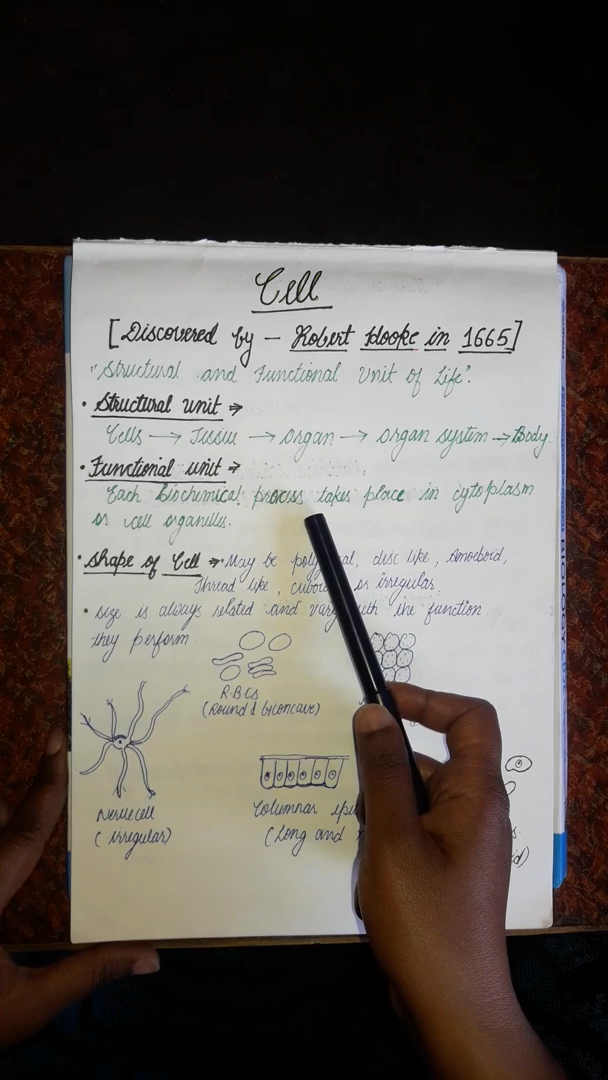 Cell
[Discovered by - Robert Hooke in 1665]
"Structural and Functional Unit of Life".
• Structural unit ⇒
Cells → Tissue → Organ → Organ system → Body
• Functional unit ⇒
Each biochemical process takes place in cytoplasm
or cell organelles.
• Shape of Cell → • May be disc like, Amoeboid,
Thread like, or irregular.
• Size is always related and with the function
they perform
R.B.Cs
(Round & biconcave)
Nerve cell
(irregular)
Columnar
(Long and
BIOLOGY